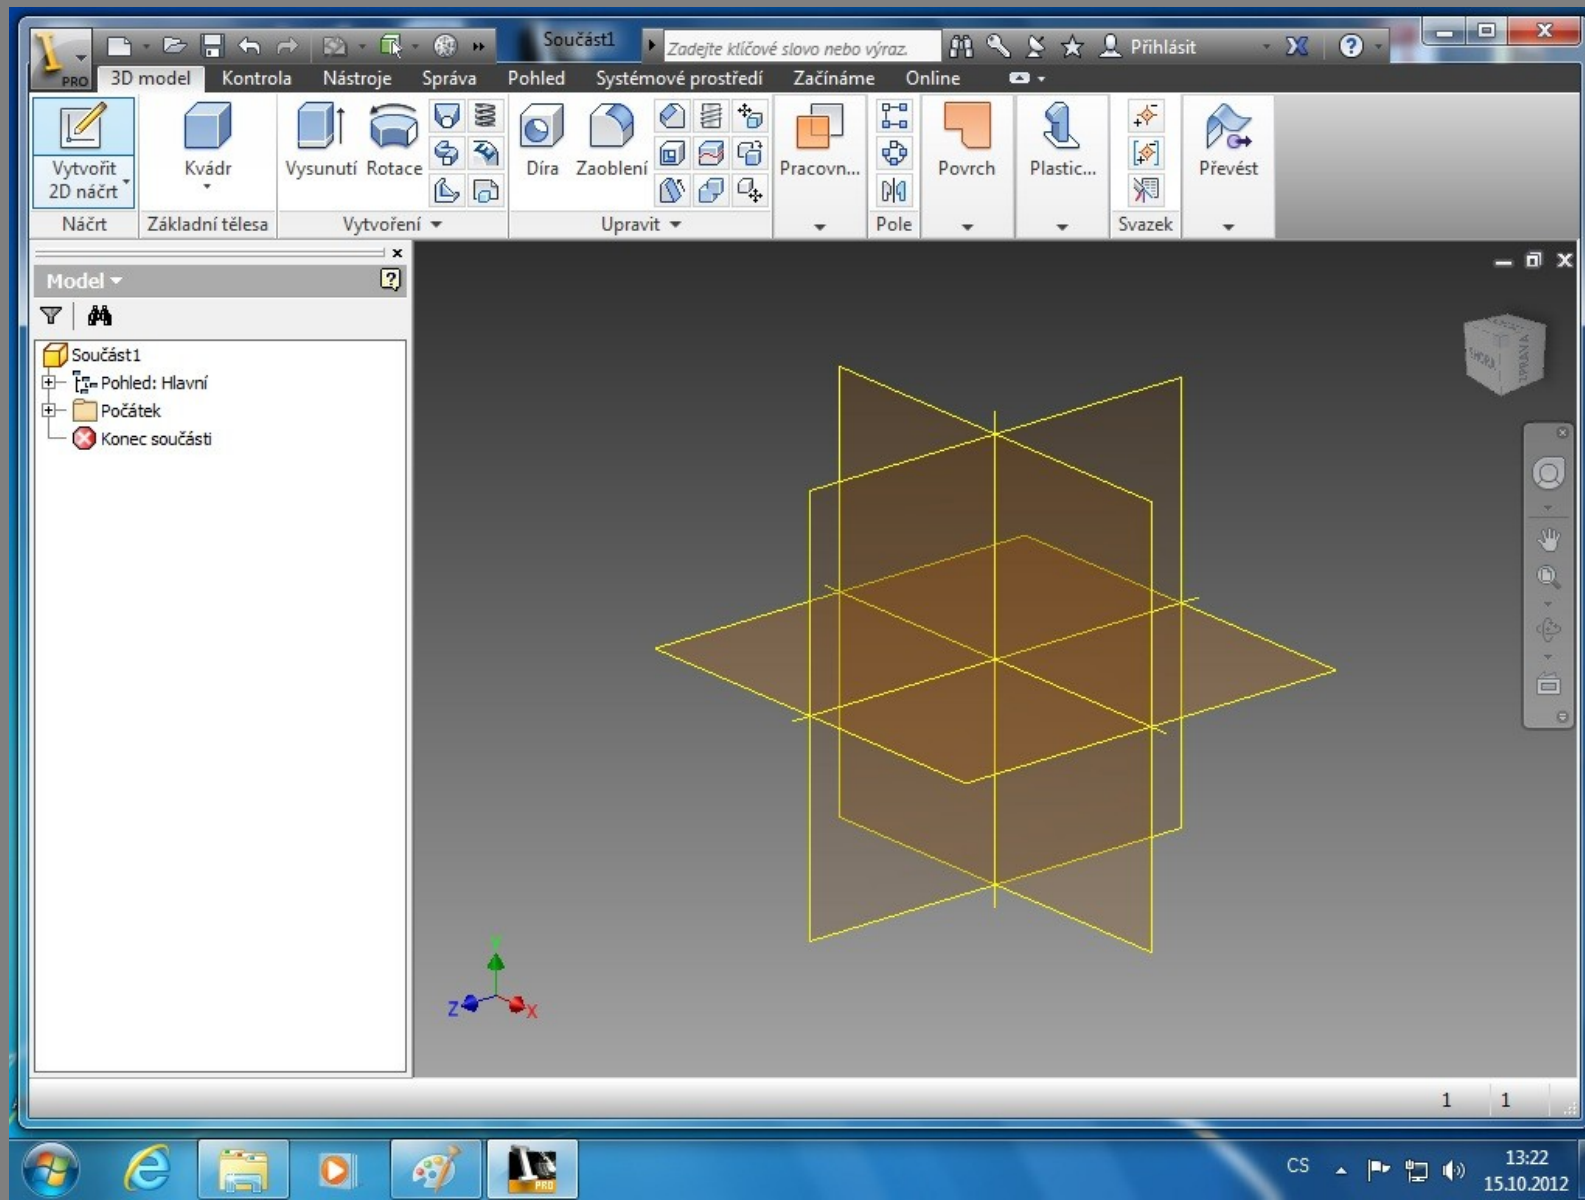 Součást1
Zadejte klíčové slovo nebo výraz.
Přihlásit
PRO
3D model Kontrola Nástroje Správa Pohled Systémové prostředí Začínáme Online
Vytvořit
2D náčrt
Kvádr
Vysunutí Rotace
Díra Zaoblení
Pracovn...
Povrch
Plastic...
Převést
Náčrt Základní tělesa Vytvoření Upravit Pole Svazek
Model
Součást1
Pohled: Hlavní
Počátek
Konec součásti
ZPRAVA
Y
Z
X
1 1
PRO
CS
13:22
15.10.2012